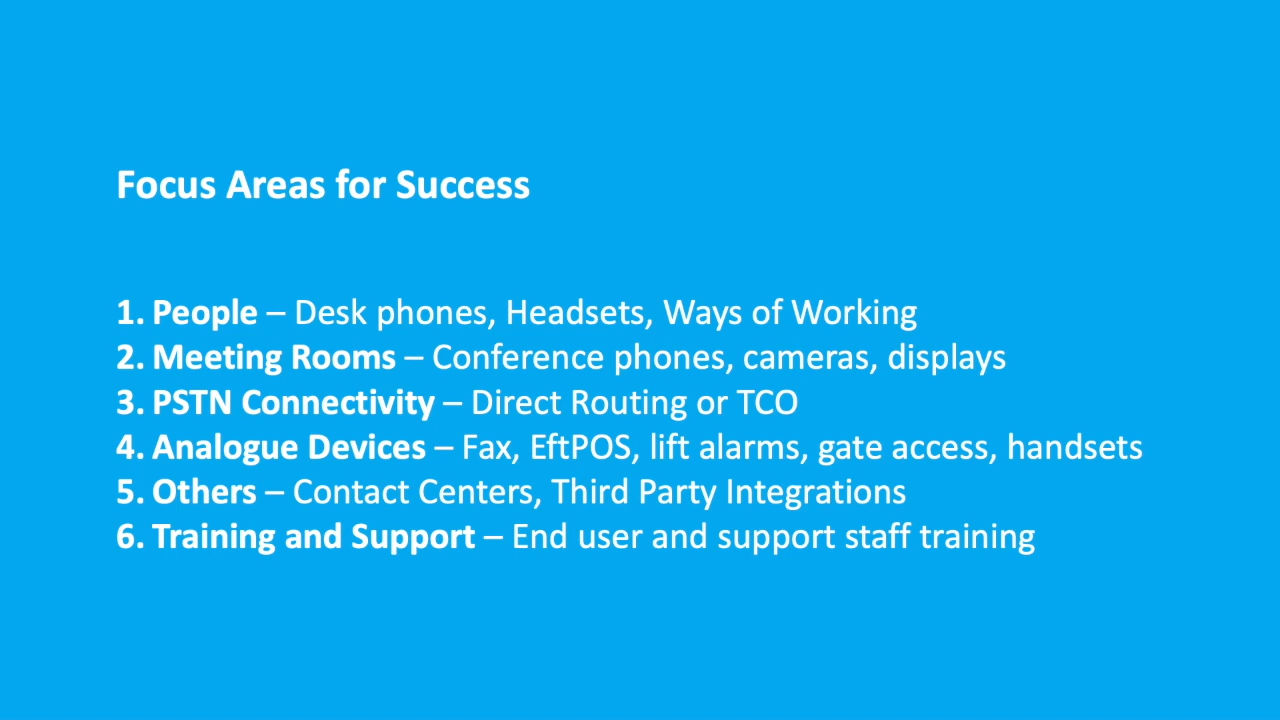 Focus Areas for Success
1. People – Desk phones, Headsets, Ways of Working
2. Meeting Rooms – Conference phones, cameras, displays
3. PSTN Connectivity – Direct Routing or TCO
4. Analogue Devices – Fax, EftPOS, lift alarms, gate access, handsets
5. Others – Contact Centers, Third Party Integrations
6. Training and Support – End user and support staff training